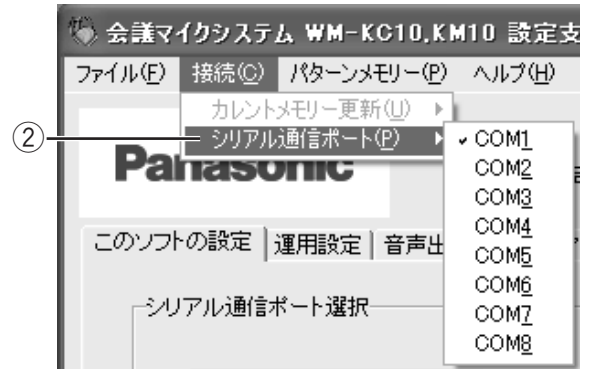 会議マイクシステム WM-KC10,KM10 設定支
ファイル(F) 接続(C) パターンメモリー(P) ヘルプ(H)
カレントメモリー更新(U)
② シリアル通信ポート(P)
✓ COM1
COM2
COM3
COM4
COM5
COM6
COM7
COM8
Panasonic
このソフトの設定 運用設定 音声出
シリアル通信ポート選択